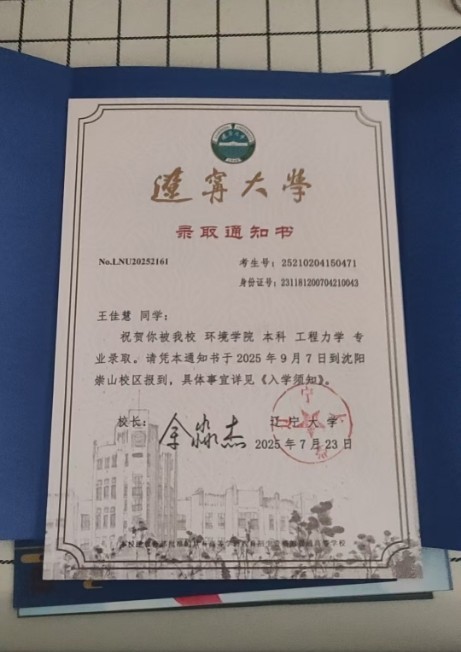 辽宁大学
录取通知书
No.LNU20252161
考生号：25210204150471
身份证号：231181200704210043
王佳慧 同学：
祝贺你被我校 环境学院 本科 工程力学 专
业录取。请凭本通知书于 2025 年 9 月 7 日到沈阳
崇山校区报到，具体事宜详见《入学须知》。
校长：余淼杰 辽宁大学
2025 年 7 月 23 日